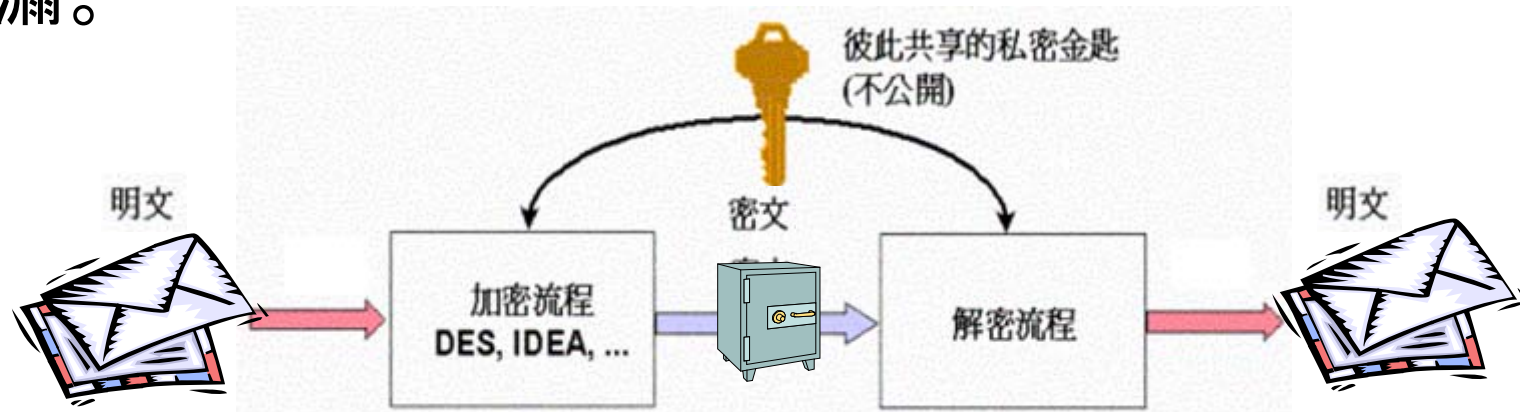 。
彼此共享的私密金匙
(不公開)
明文
密文
明文
加密流程
DES, IDEA, ...
解密流程